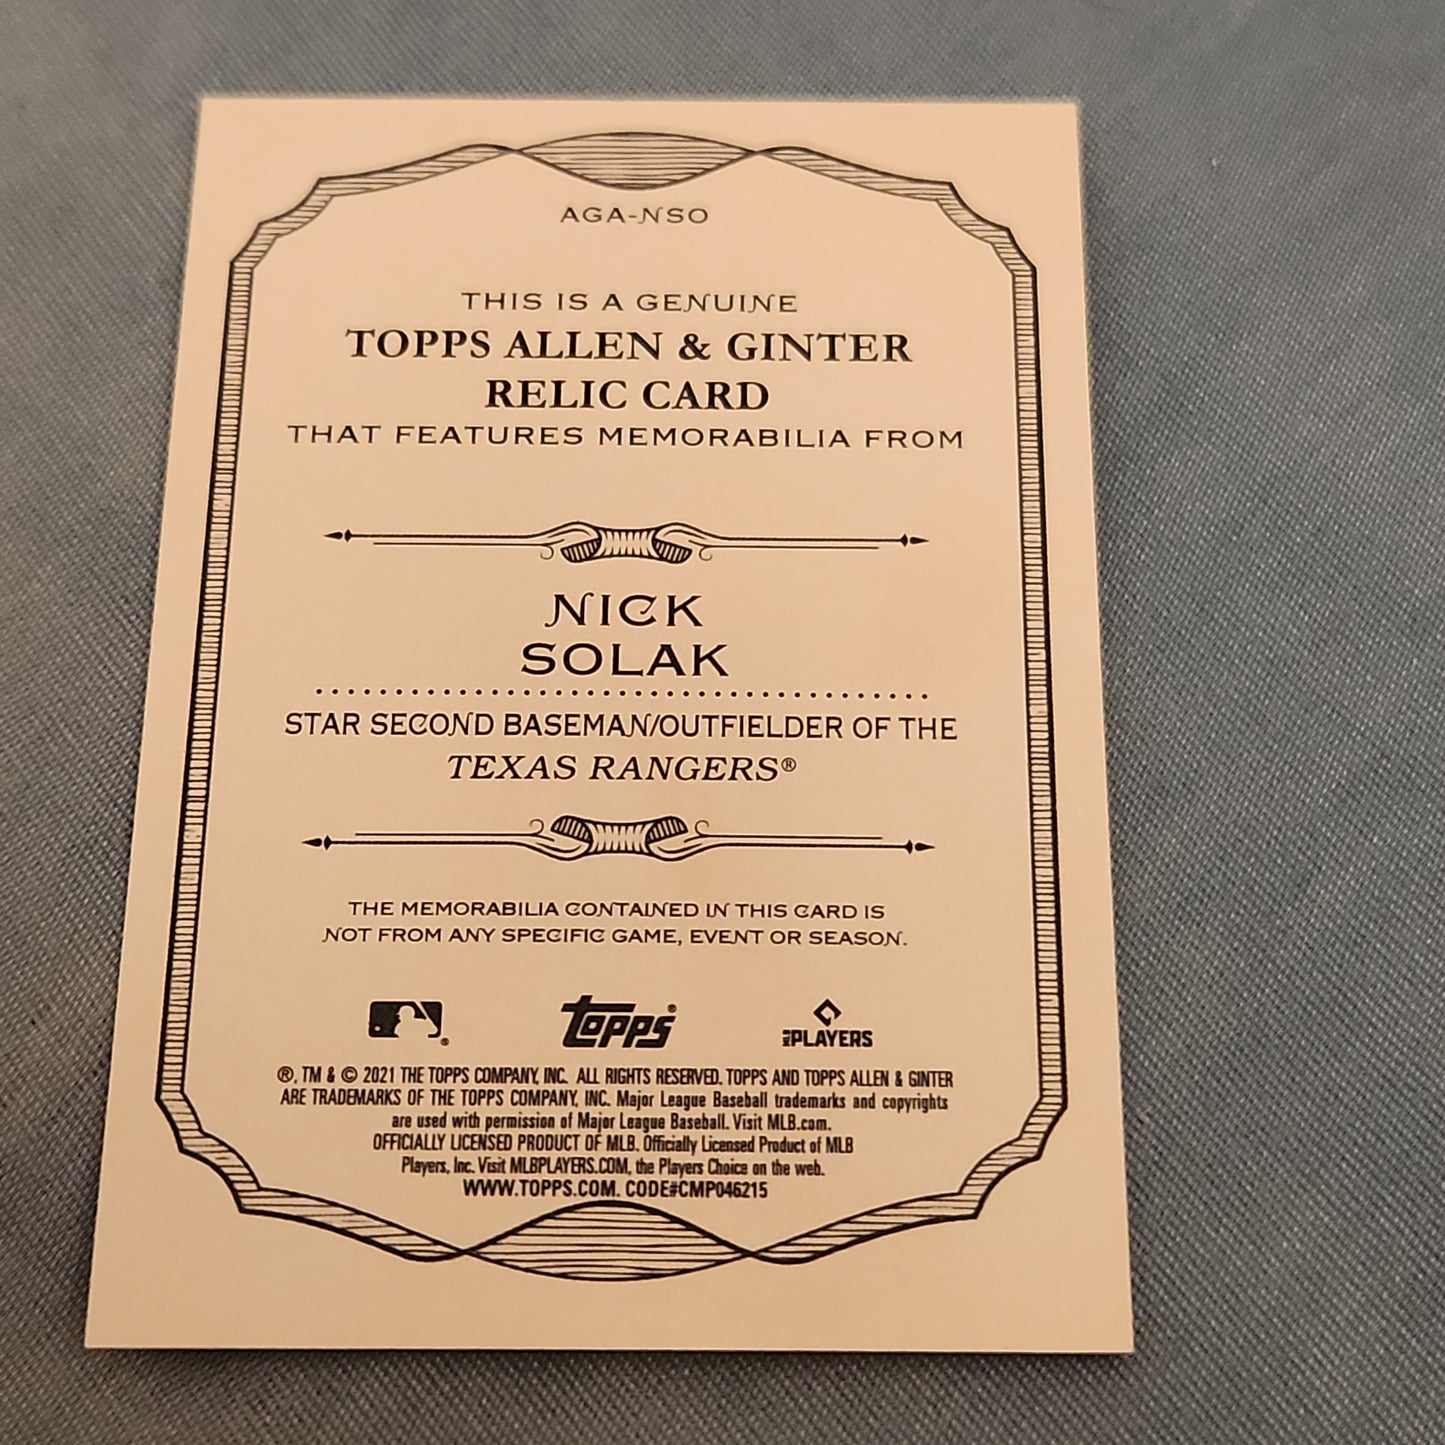 AGA-NSO
THIS IS A GENUINE
TOPPS ALLEN & GINTER
RELIC CARD
THAT FEATURES MEMORABILIA FROM
NICK
SOLAK
STAR SECOND BASEMAN/OUTFIELDER OF THE
TEXAS RANGERS®
THE MEMORABILIA CONTAINED IN THIS CARD IS
NOT FROM ANY SPECIFIC GAME, EVENT OR SEASON.
Topps® MLB PLAYERS
®, TM & © 2021 THE TOPPS COMPANY, INC. ALL RIGHTS RESERVED. TOPPS AND TOPPS ALLEN & GINTER
ARE TRADEMARKS OF THE TOPPS COMPANY, INC. Major League Baseball trademarks and copyrights
are used with permission of Major League Baseball. Visit MLB.com.
OFFICIALLY LICENSED PRODUCT OF MLB. Officially Licensed Product of MLB
Players, Inc. Visit MLBPLAYERS.COM, the Players Choice on the web.
WWW.TOPPS.COM. CODE#CMP046215